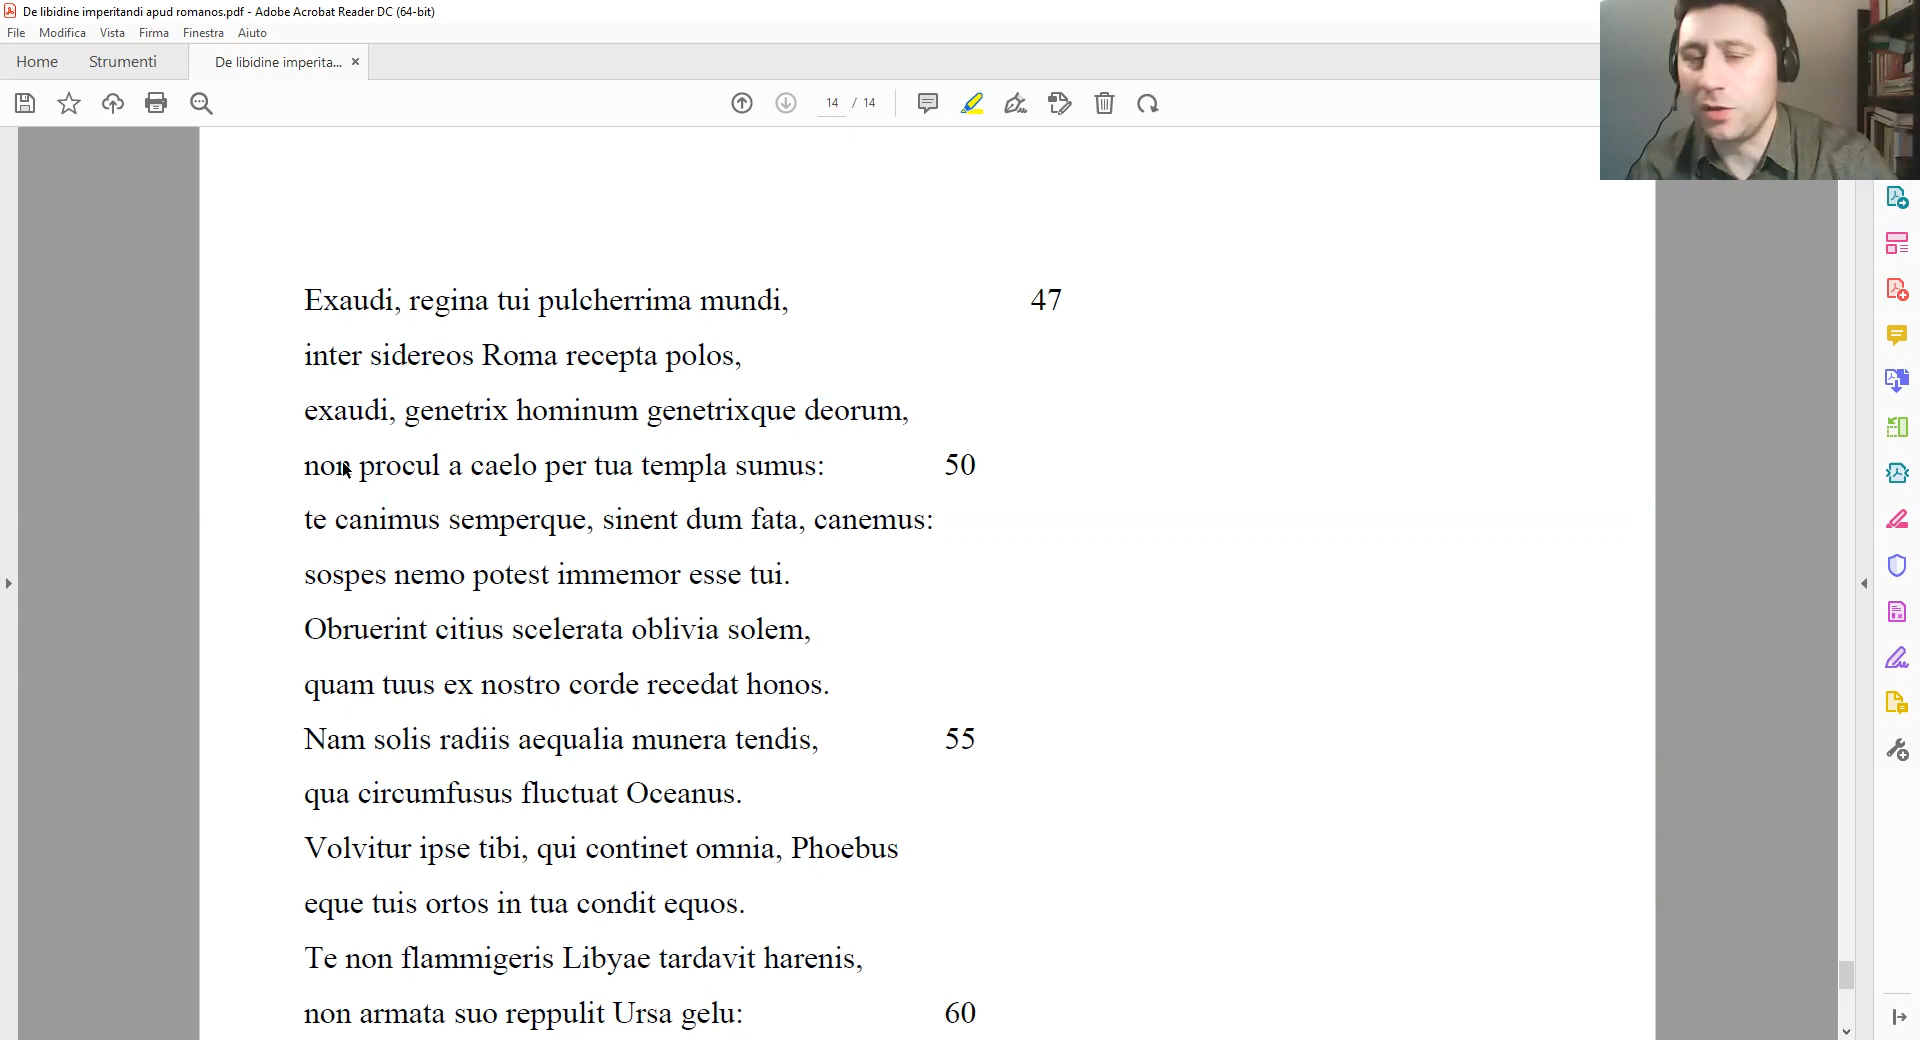 De libidine imperitandi apud romanos.pdf - Adobe Acrobat Reader DC (64-bit)
File Modifica Vista Firma Finestra Aiuto
Home Strumenti De libidine imperita... ×
14 / 14
Exaudi, regina tui pulcherrima mundi, 47
inter sidereos Roma recepta polos,
exaudi, genetrix hominum genetrixque deorum,
non procul a caelo per tua templa sumus: 50
te canimus semperque, sinent dum fata, canemus:
sospes nemo potest immemor esse tui.
Obruerint citius scelerata oblivia solem,
quam tuus ex nostro corde recedat honos.
Nam solis radiis aequalia munera tendis, 55
qua circumfusus fluctuat Oceanus.
Volvitur ipse tibi, qui continet omnia, Phoebus
eque tuis ortos in tua condit equos.
Te non flammigeris Libyae tardavit harenis,
non armata suo reppulit Ursa gelu: 60